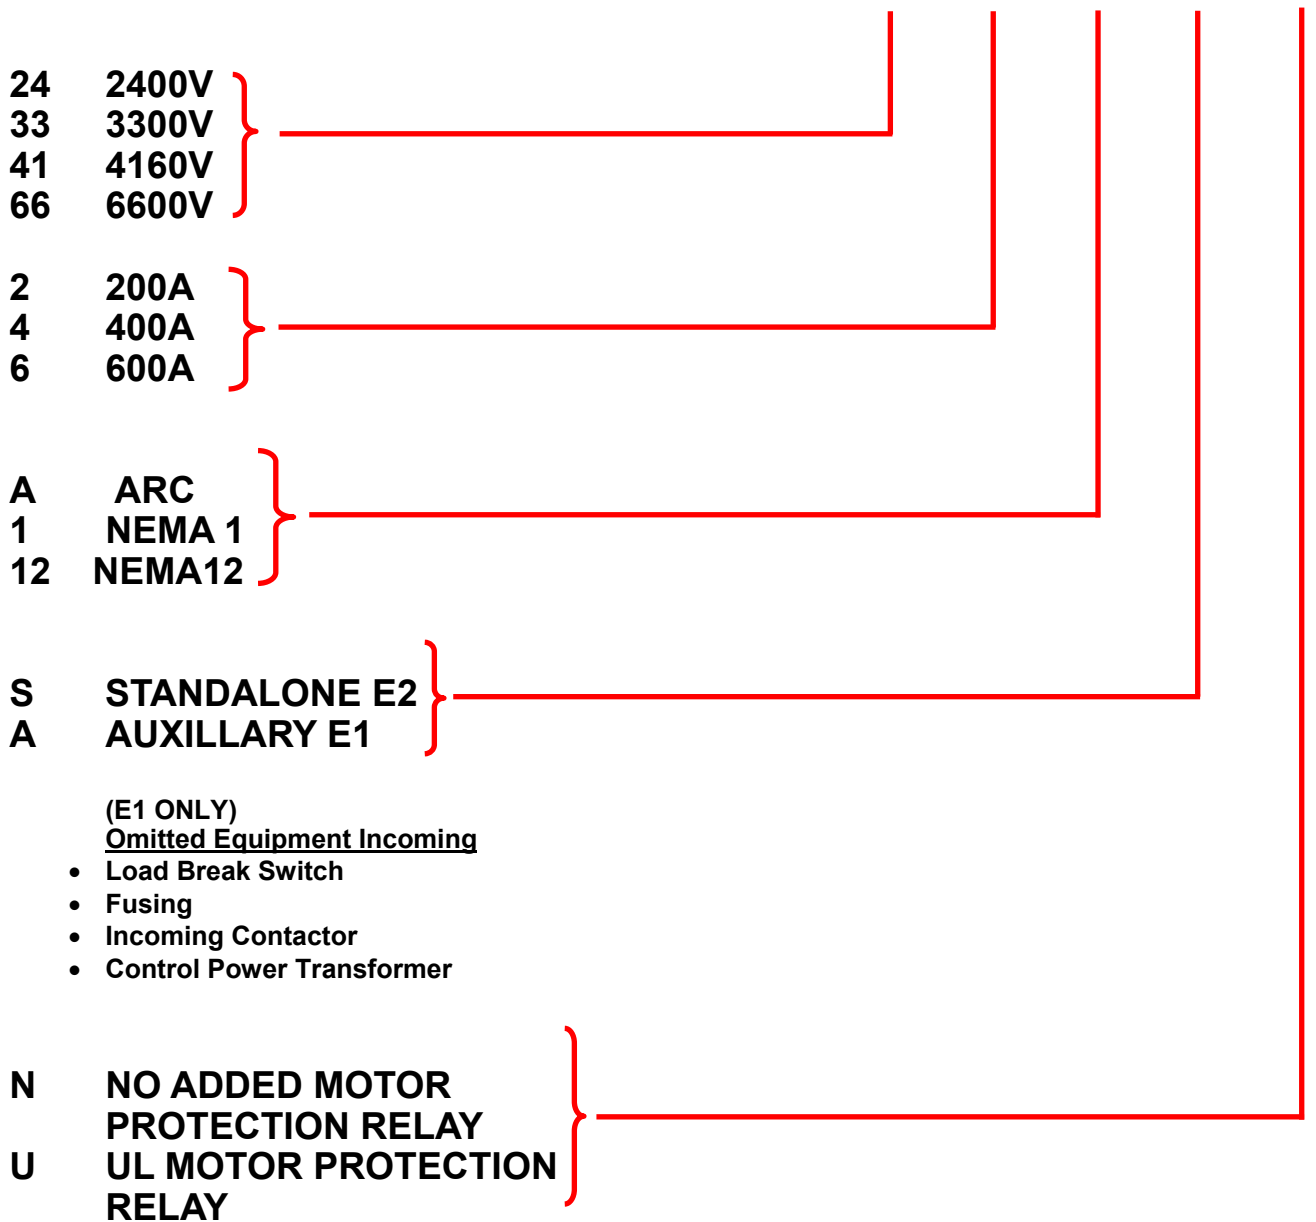 24 2400V
33 3300V
41 4160V
66 6600V
2 200A
4 400A
6 600A
A ARC
1 NEMA 1
12 NEMA12
S STANDALONE E2
A AUXILLARY E1
(E1 ONLY)
Omitted Equipment Incoming
• Load Break Switch
• Fusing
• Incoming Contactor
• Control Power Transformer
N NO ADDED MOTOR
PROTECTION RELAY
U UL MOTOR PROTECTION
RELAY